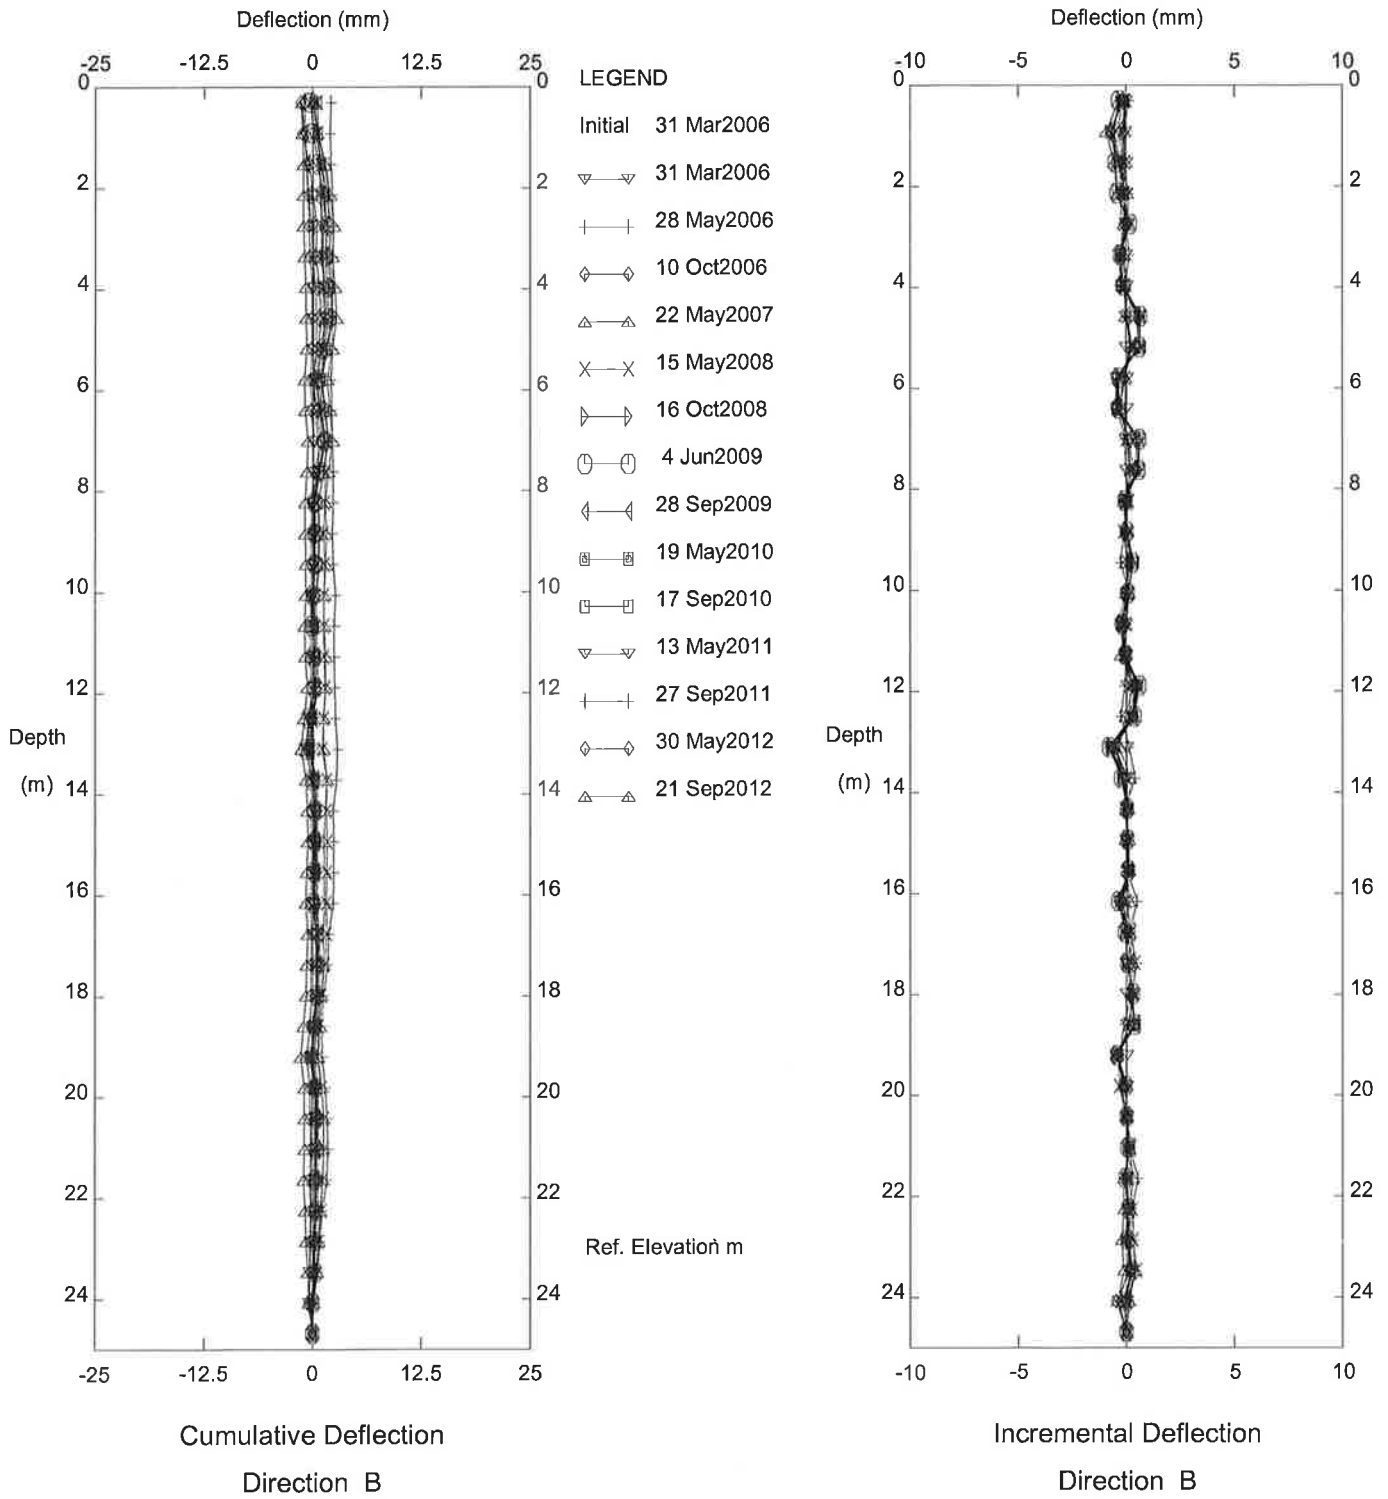 Deflection (mm)
-25 -12.5 0 12.5 25
0 0
2 2
4 4
6 6
8 8
10 10
12 12
Depth
(m)
14 14
16 16
18 18
20 20
22 22
24 24
-25 -12.5 0 12.5 25
Cumulative Deflection
Direction B
LEGEND
Initial 31 Mar2006
31 Mar2006
28 May2006
10 Oct2006
22 May2007
15 May2008
16 Oct2008
4 Jun2009
28 Sep2009
19 May2010
17 Sep2010
13 May2011
27 Sep2011
30 May2012
21 Sep2012
Ref. Elevation m
Deflection (mm)
-10 -5 0 5 10
0 0
2 2
4 4
6 6
8 8
10 10
12 12
Depth
(m)
14 14
16 16
18 18
20 20
22 22
24 24
-10 -5 0 5 10
Incremental Deflection
Direction B